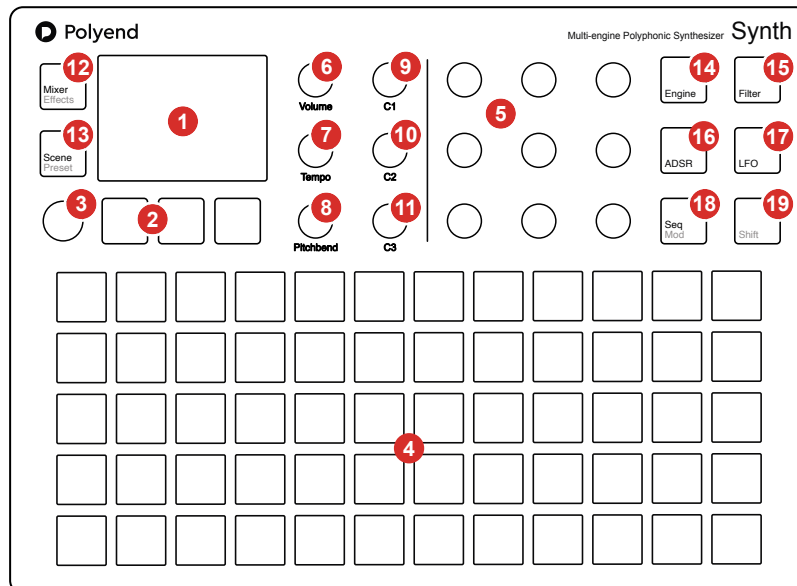 Polyend
Multi-engine Polyphonic Synthesizer Synth
12
Mixer
Effects
1
6
Volume
9
C1
5
14
Engine
15
Filter
13
Scene
Preset
7
Tempo
10
C2
16
ADSR
17
LFO
3
2
8
Pitchbend
11
C3
18
Seq
Mod
19
Shift
4